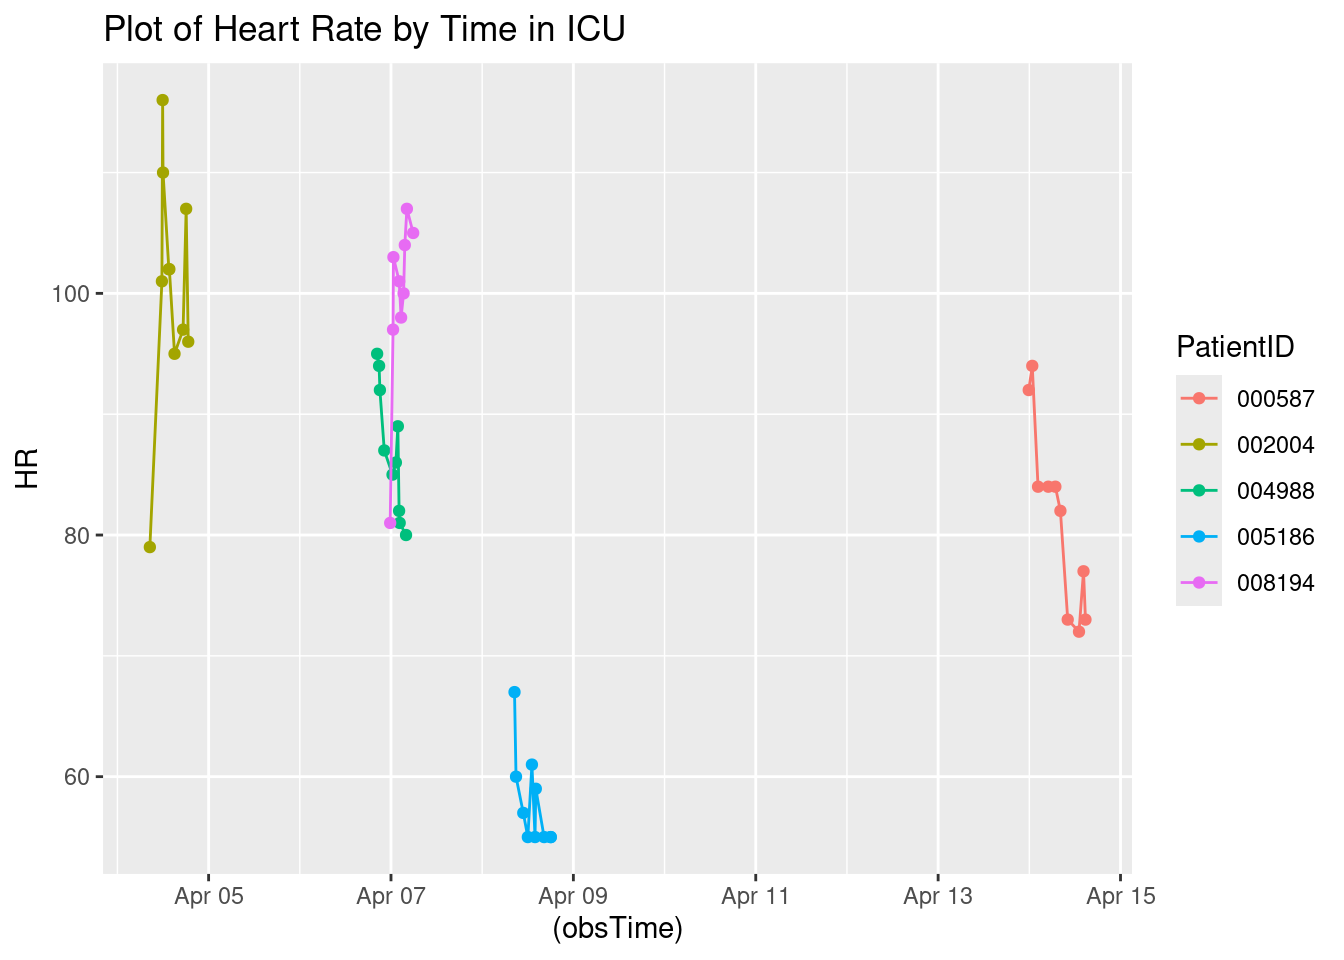 Plot of Heart Rate by Time in ICU
HR
100
80
60
Apr 05
Apr 07
Apr 09
Apr 11
Apr 13
Apr 15
(obsTime)
PatientID
000587
002004
004988
005186
008194